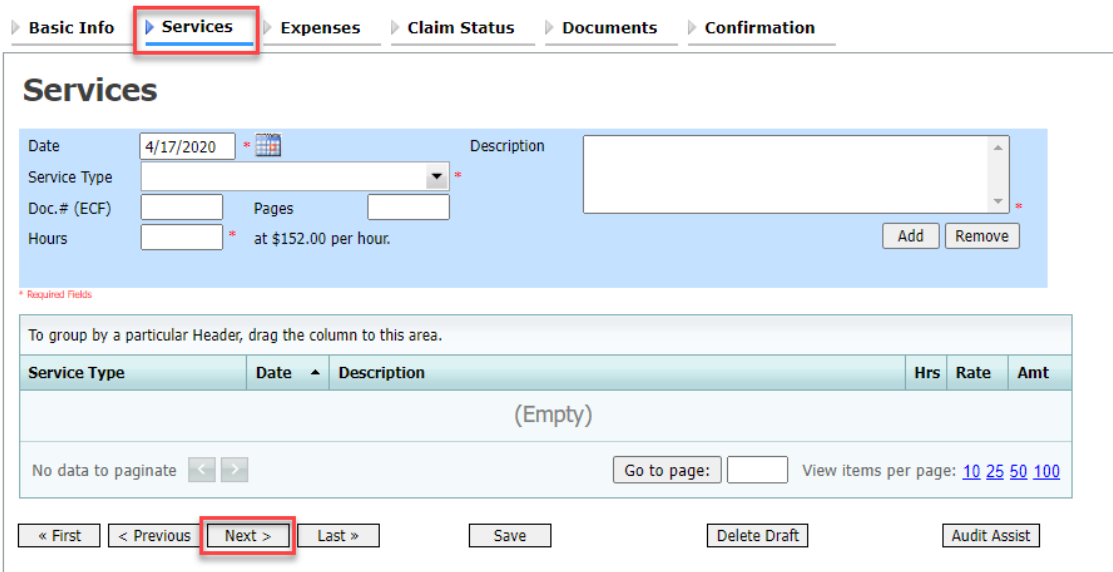 Basic Info Services Expenses Claim Status Documents Confirmation
Services
Date 4/17/2020 * Description
Service Type *
Doc.# (ECF) Pages *
Hours * at $152.00 per hour. Add Remove
* Required Fields
To group by a particular Header, drag the column to this area.
Service Type Date Description Hrs Rate Amt
(Empty)
No data to paginate < > Go to page: View items per page: 10 25 50 100
« First < Previous Next > Last » Save Delete Draft Audit Assist